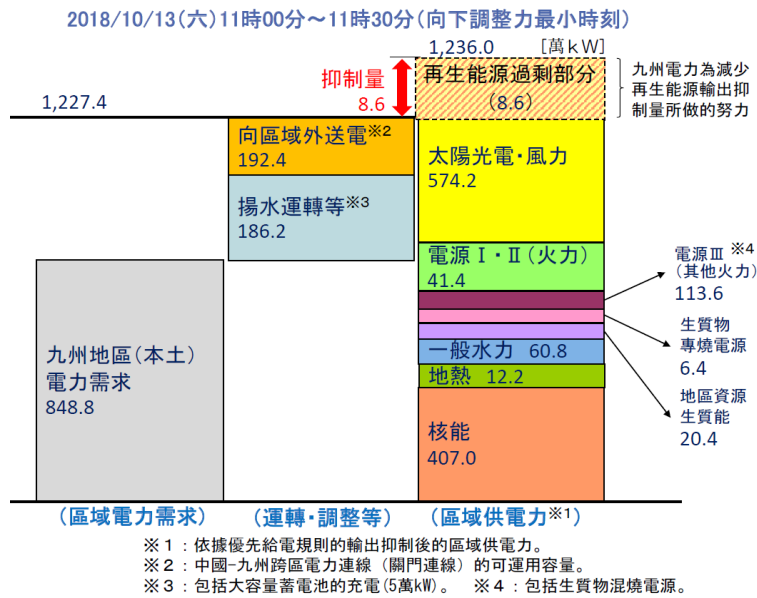 2018/10/13(六)11時00分～11時30分(向下調整力最小時刻)
1,236.0 [萬kW]
1,227.4
抑制量
8.6
再生能源過剩部分
(8.6)
九州電力為減少
再生能源輸出抑
制量所做的努力
向區域外送電※2
192.4
揚水運轉等※3
186.2
九州地區(本土)
電力需求
848.8
太陽光電·風力
574.2
電源Ⅰ·Ⅱ(火力)
41.4
電源Ⅲ ※4
(其他火力)
113.6
生質物
專燒電源
6.4
地區資源
生質能
20.4
一般水力 60.8
地熱 12.2
核能
407.0
(區域電力需求) (運轉·調整等) (區域供電力※1)
※1：依據優先給電規則的輸出抑制後的區域供電力。
※2：中國-九州跨區電力連線（關門連線）的可運用容量。
※3：包括大容量蓄電池的充電(5萬kW)。 ※4：包括生質物混燒電源。